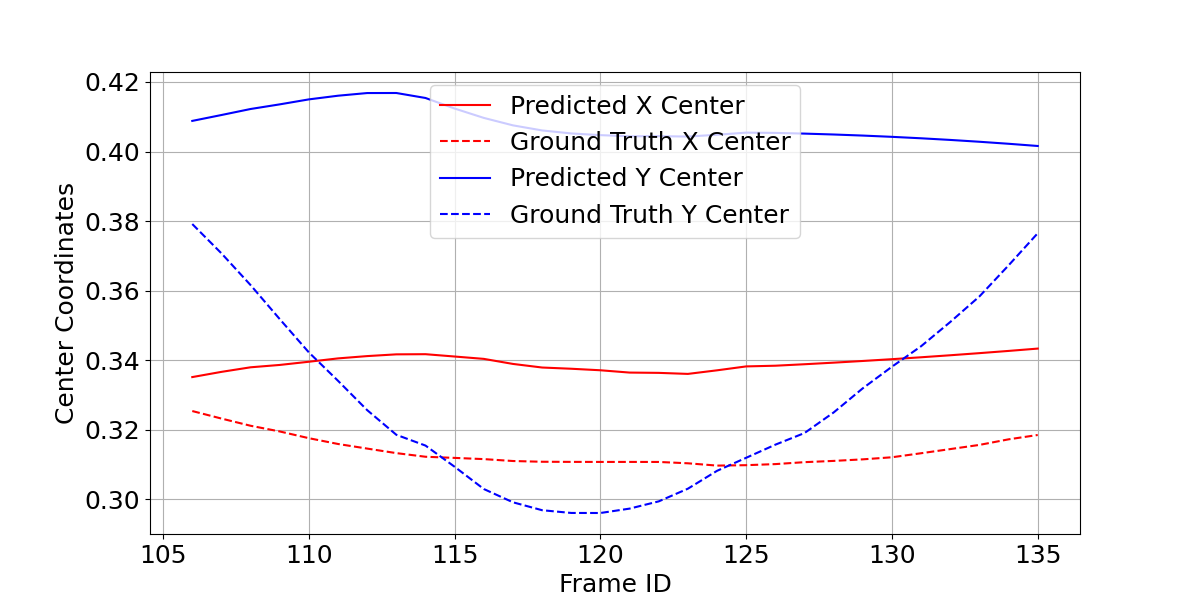 0.42
0.40
0.38
0.36
0.34
0.32
0.30
Center Coordinates
Predicted X Center
Ground Truth X Center
Predicted Y Center
Ground Truth Y Center
105 110 115 120 125 130 135
Frame ID